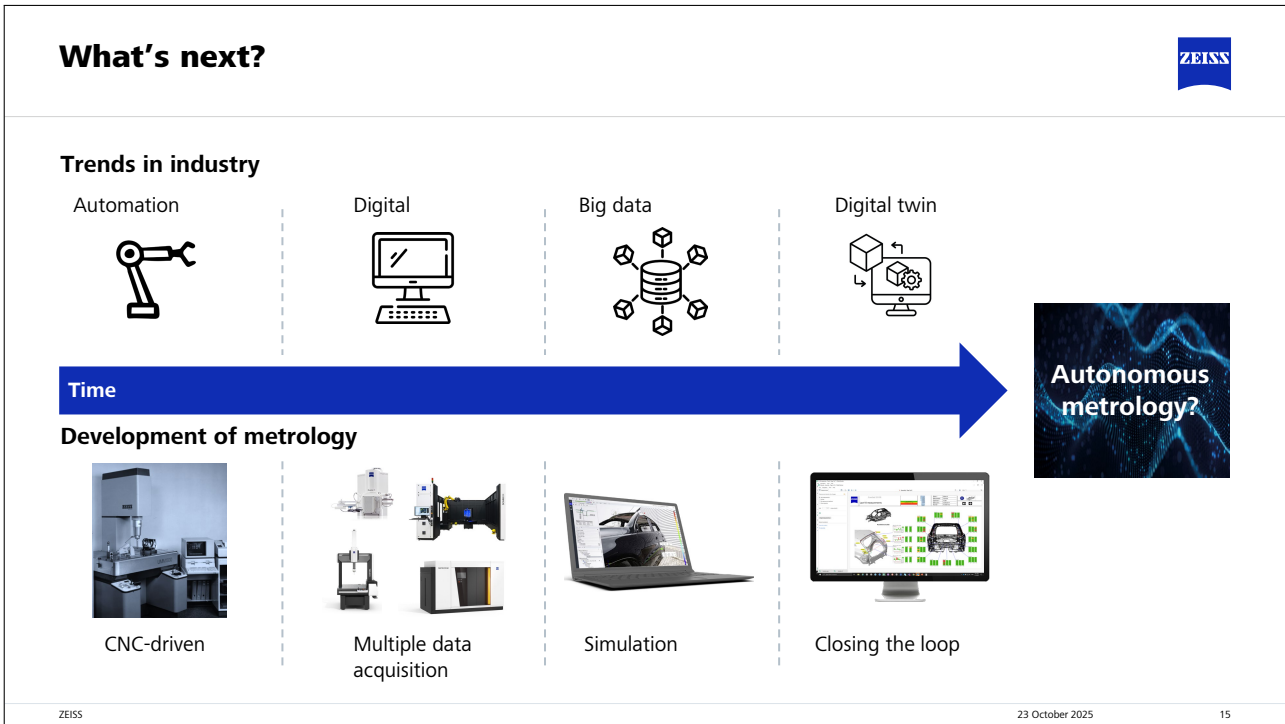 What's next?
ZEISS
Trends in industry
Automation
Digital
Big data
Digital twin
Time
Autonomous
metrology?
Development of metrology
CNC-driven
Multiple data
acquisition
Simulation
Closing the loop
ZEISS
23 October 2025
15